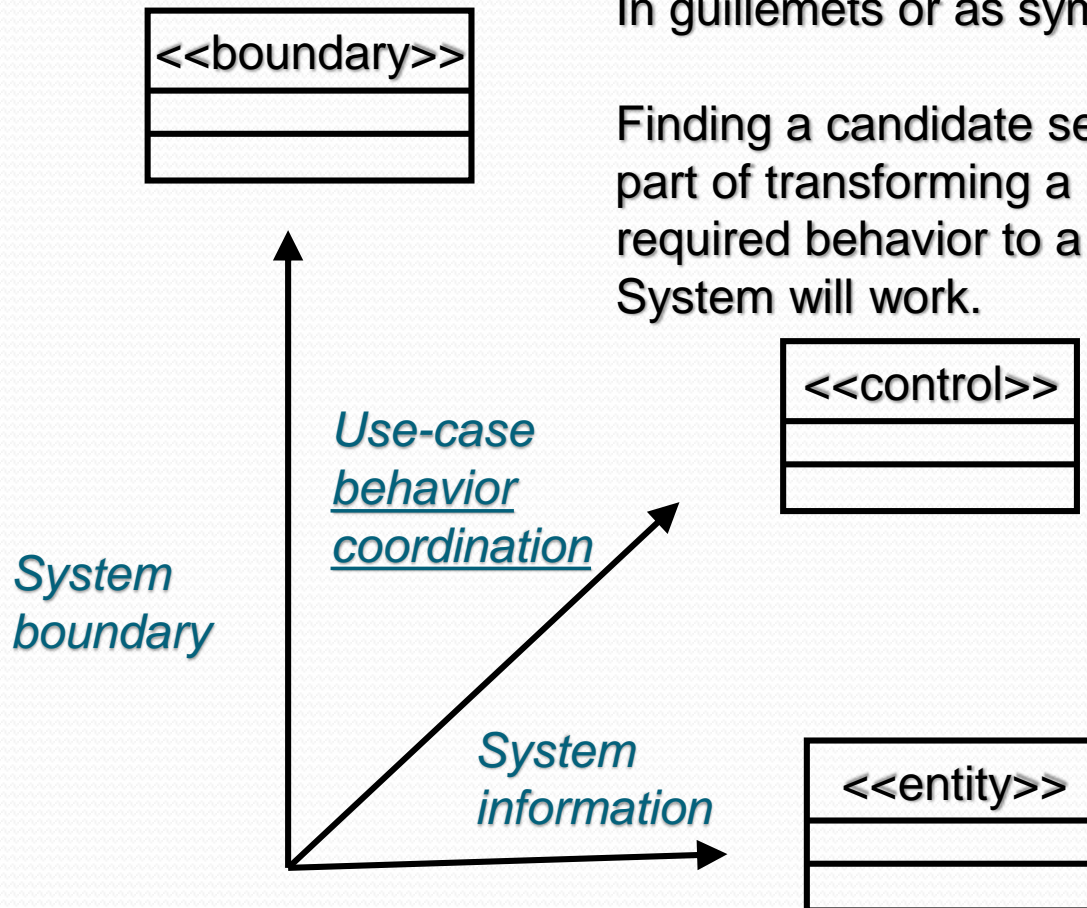 In guillemets or as sym
<<boundary>>
Finding a candidate se
part of transforming a
required behavior to a
System will work.
<<control>>
Use-case
behavior
coordination
System
boundary
System
information
<<entity>>